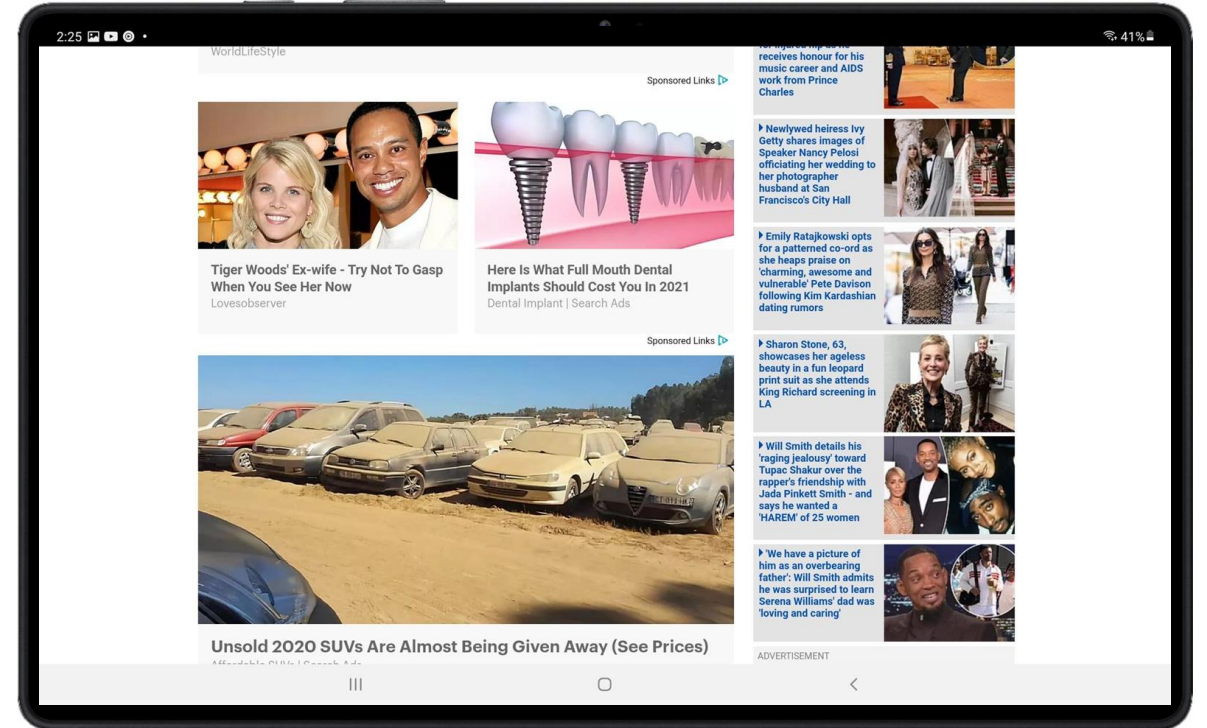 2:25
41%
WorldLifeStyle
Sponsored Links
Tiger Woods' Ex-wife - Try Not To Gasp
When You See Her Now
Lovesobserver
Here Is What Full Mouth Dental
Implants Should Cost You In 2021
Dental Implant | Search Ads
Sponsored Links
Unsold 2020 SUVs Are Almost Being Given Away (See Prices)
Affordable SUVs | Search Ads
for injured hip as he
receives honour for his
music career and AIDS
work from Prince
Charles
Newlywed heiress Ivy
Getty shares images of
Speaker Nancy Pelosi
officiating her wedding to
her photographer
husband at San
Francisco's City Hall
Emily Ratajkowski opts
for a patterned co-ord as
she heaps praise on
'charming, awesome and
vulnerable' Pete Davison
following Kim Kardashian
dating rumors
Sharon Stone, 63,
showcases her ageless
beauty in a fun leopard
print suit as she attends
King Richard screening in
LA
Will Smith details his
'raging jealousy' toward
Tupac Shakur over the
rapper's friendship with
Jada Pinkett Smith - and
says he wanted a
'HAREM' of 25 women
'We have a picture of
him as an overbearing
father': Will Smith admits
he was surprised to learn
Serena Williams' dad was
'loving and caring'
ADVERTISEMENT